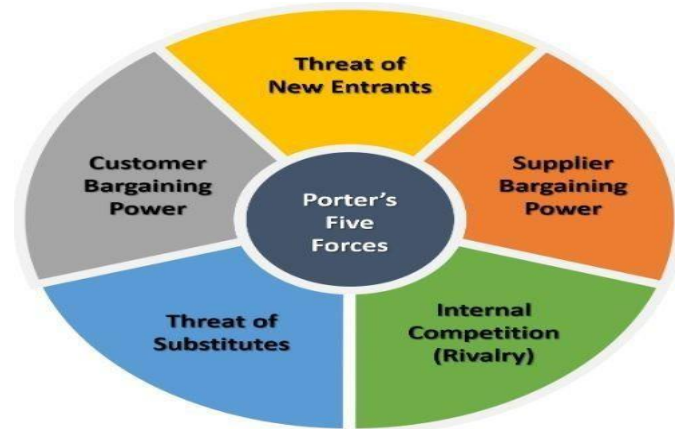 Threat of
New Entrants
Customer
Bargaining
Power
Supplier
Bargaining
Power
Porter's
Five
Forces
Threat of
Substitutes
Internal
Competition
(Rivalry)